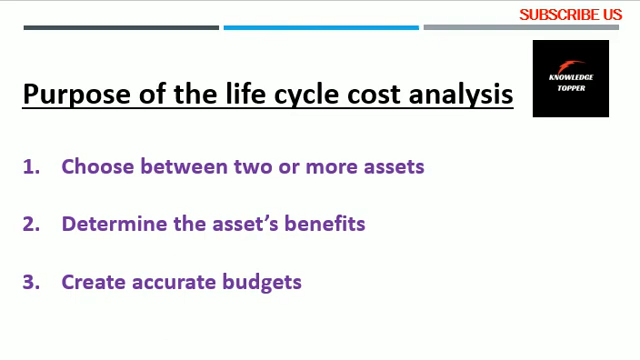 SUBSCRIBE US
KNOWLEDGE
TOPPER
Purpose of the life cycle cost analysis
1. Choose between two or more assets
2. Determine the asset’s benefits
3. Create accurate budgets